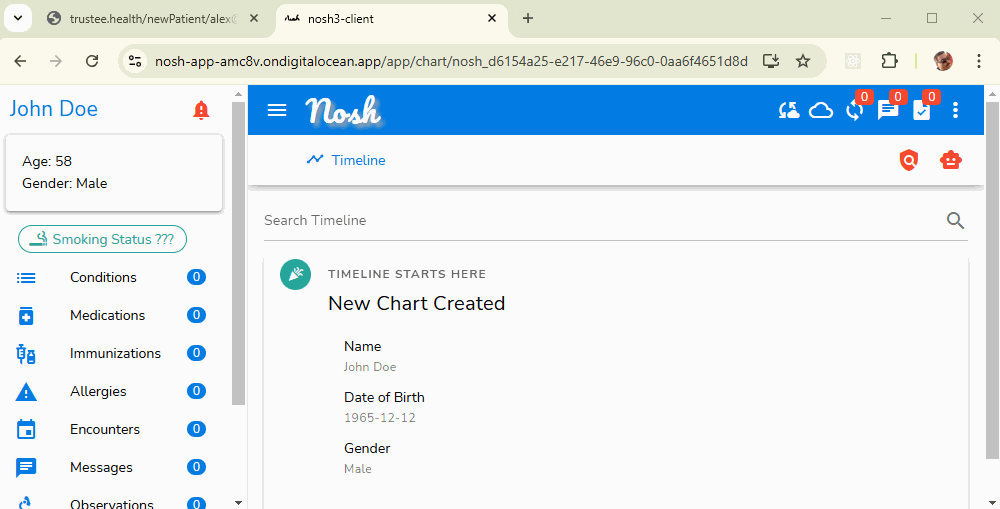 trustee.health/newPatient/alex@
nosh3-client
nosh-app-amc8v.ondigitalocean.app/app/chart/nosh_d6154a25-e217-46e9-96c0-0aa6f4651d8d
John Doe
Nosh
0
0
0
Age: 58
Gender: Male
Timeline
Smoking Status ???
Search Timeline
Conditions 0
Medications 0
Immunizations 0
Allergies 0
Encounters 0
Messages 0
Observations
TIMELINE STARTS HERE
New Chart Created
Name
John Doe
Date of Birth
1965-12-12
Gender
Male